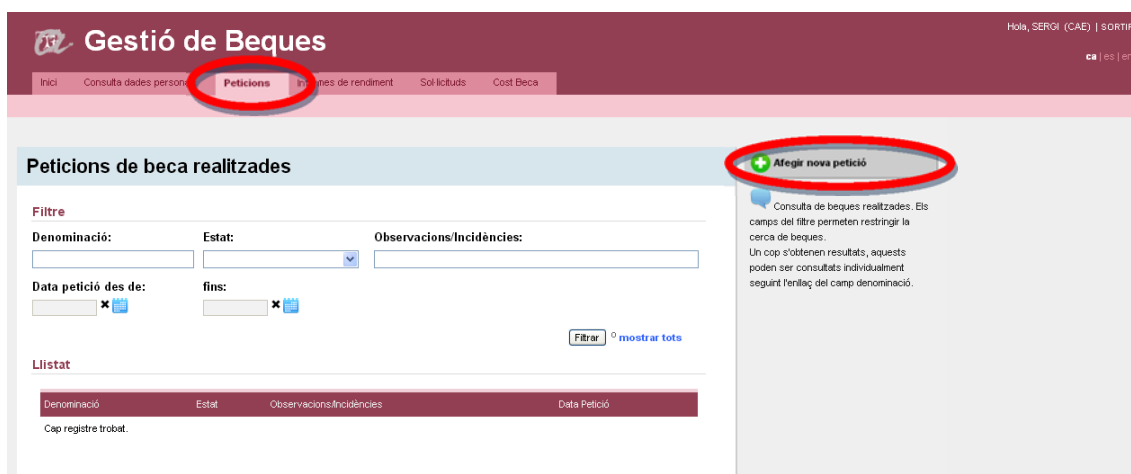 Hola, SERGI (CAE) | SORTIR
Gestió de Beques
ca | es | en
Inici Consulta dades person Peticions In mes de rendiment Sol·licituds Cost Beca
Peticions de beca realitzades
Afegir nova petició
Consulta de beques realitzades. Els
camps del filtre permeten restringir la
cerca de beques.
Un cop s'obtenen resultats, aquests
poden ser consultats individualment
seguint l'enllaç del camp denominació.
Filtre
Denominació: Estat: Observacions/Incidències:
Data petició des de: fins:
Filtrar o mostrar tots
Llistat
Denominació Estat Observacions/Incidències Data Petició
Cap registre trobat.